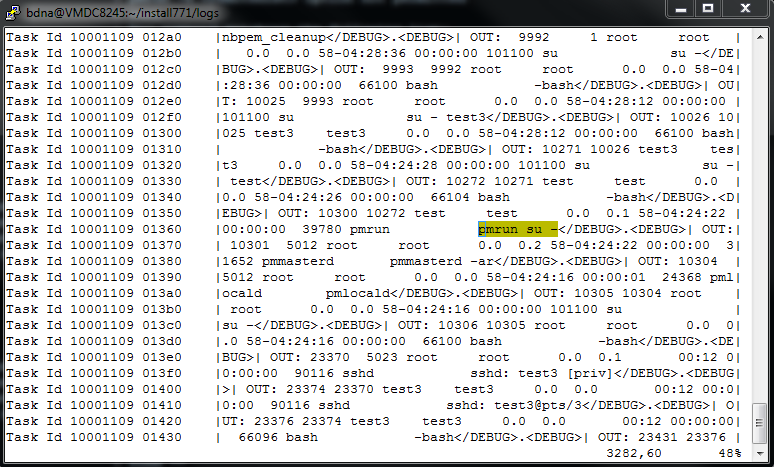 bdna@VMDC8245:~/install771/logs
Task Id 10001109 012a0 |nbpem_cleanup</DEBUG>.<DEBUG>| OUT: 9992 1 root root |
Task Id 10001109 012b0 | 0.0 0.0 58-04:28:36 00:00:00 101100 su su -</DE|
Task Id 10001109 012c0 |BUG>.<DEBUG>| OUT: 9993 9992 root root 0.0 0.0 58-04|
Task Id 10001109 012d0 |:28:36 00:00:00 66100 bash -bash</DEBUG>.<DEBUG>| OU|
Task Id 10001109 012e0 |T: 10025 9993 root root 0.0 0.0 58-04:28:12 00:00:00 |
Task Id 10001109 012f0 |101100 su su - test3</DEBUG>.<DEBUG>| OUT: 10026 10|
Task Id 10001109 01300 |025 test3 test3 0.0 0.0 58-04:28:12 00:00:00 66100 bash|
Task Id 10001109 01310 | -bash</DEBUG>.<DEBUG>| OUT: 10271 10026 test3 tes|
Task Id 10001109 01320 |t3 0.0 0.0 58-04:24:28 00:00:00 101100 su su -|
Task Id 10001109 01330 | test</DEBUG>.<DEBUG>| OUT: 10272 10271 test test 0.0 |
Task Id 10001109 01340 |0.0 58-04:24:26 00:00:00 66104 bash -bash</DEBUG>.<D|
Task Id 10001109 01350 |EBUG>| OUT: 10300 10272 test test 0.0 0.1 58-04:24:22 |
Task Id 10001109 01360 |00:00:00 39780 pmrun pmrun su -</DEBUG>.<DEBUG>| OUT:|
Task Id 10001109 01370 | 10301 5012 root root 0.0 0.2 58-04:24:22 00:00:00 3|
Task Id 10001109 01380 |1652 pmmasterd pmmasterd -ar</DEBUG>.<DEBUG>| OUT: 10304 |
Task Id 10001109 01390 |5012 root root 0.0 0.0 58-04:24:16 00:00:01 24368 pml|
Task Id 10001109 013a0 |ocald pmlocald</DEBUG>.<DEBUG>| OUT: 10305 10304 root |
Task Id 10001109 013b0 | root 0.0 0.0 58-04:24:16 00:00:00 101100 su |
Task Id 10001109 013c0 |su -</DEBUG>.<DEBUG>| OUT: 10306 10305 root root 0.0 0|
Task Id 10001109 013d0 |.0 58-04:24:16 00:00:00 66100 bash -bash</DEBUG>.<DE|
Task Id 10001109 013e0 |BUG>| OUT: 23370 5023 root root 0.0 0.1 00:12 0|
Task Id 10001109 013f0 |0:00:00 90116 sshd sshd: test3 [priv]</DEBUG>.<DEBUG|
Task Id 10001109 01400 |>| OUT: 23374 23370 test3 test3 0.0 0.0 00:12 00:0|
Task Id 10001109 01410 |0:00 90116 sshd sshd: test3@pts/3</DEBUG>.<DEBUG>| O|
Task Id 10001109 01420 |UT: 23376 23374 test3 test3 0.0 0.0 00:12 00:00:00|
Task Id 10001109 01430 | 66096 bash -bash</DEBUG>.<DEBUG>| OUT: 23431 23376 |
3282,60 48%